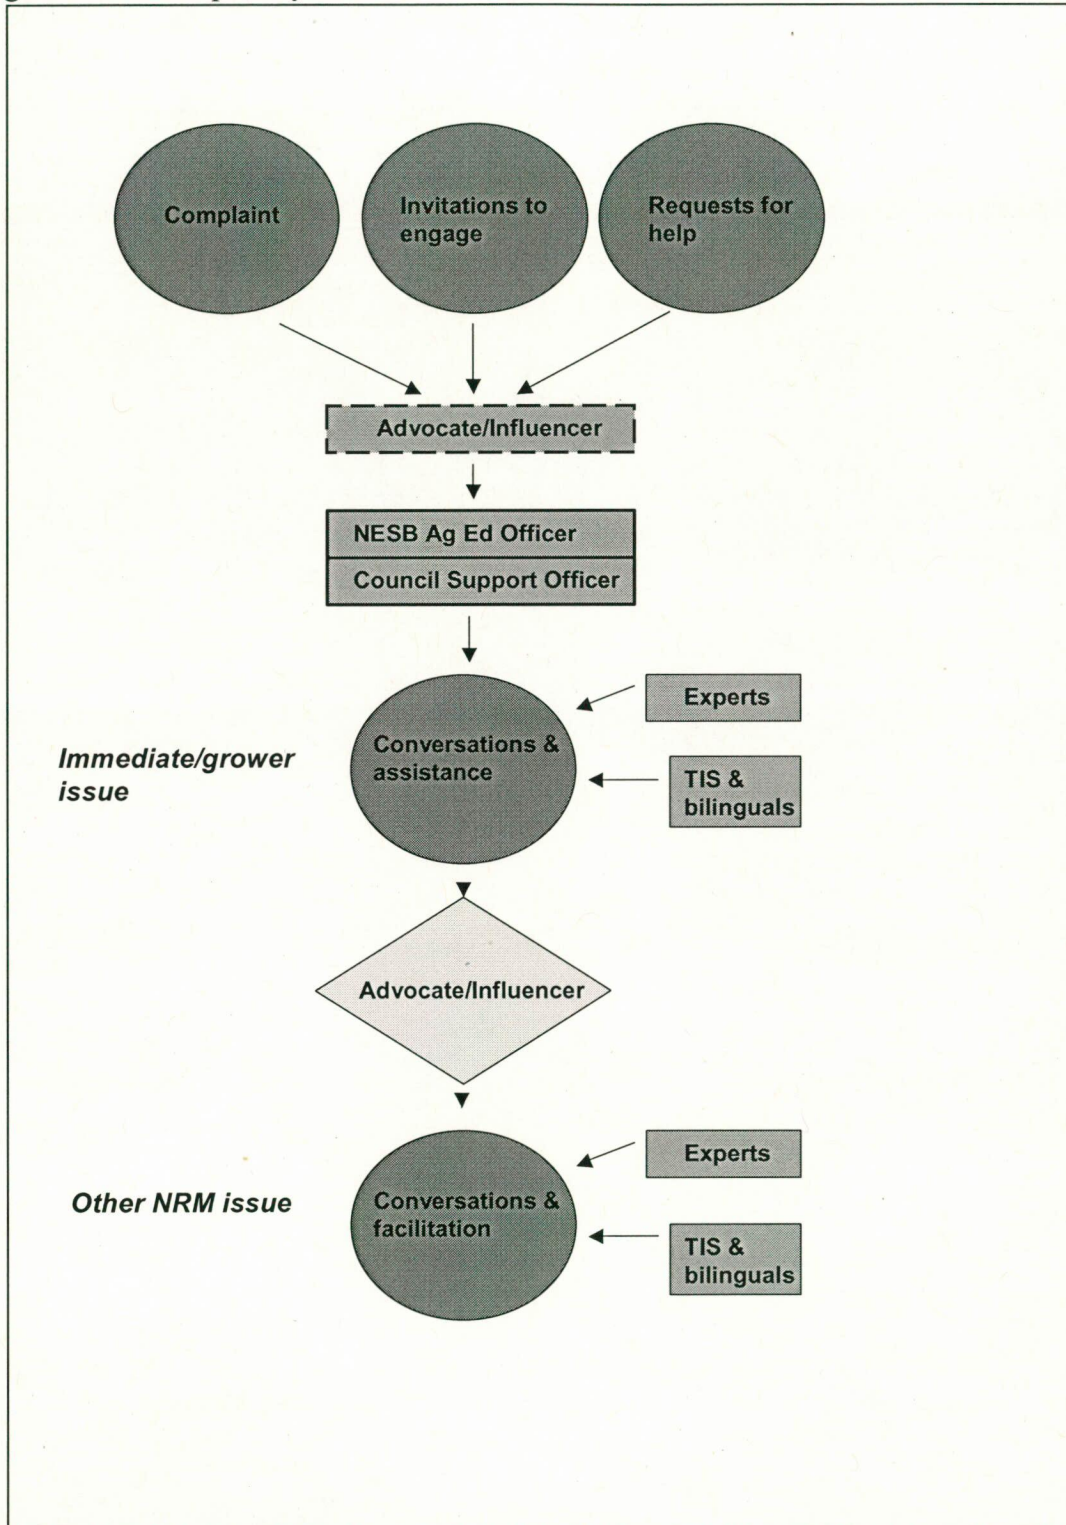 Complaint
Invitations to
engage
Requests for
help
Advocate/Influencer
NESB Ag Ed Officer
Council Support Officer
Immediate/grower
issue
Conversations &
assistance
Experts
TIS &
bilinguals
Advocate/Influencer
Other NRM issue
Conversations &
facilitation
Experts
TIS &
bilinguals